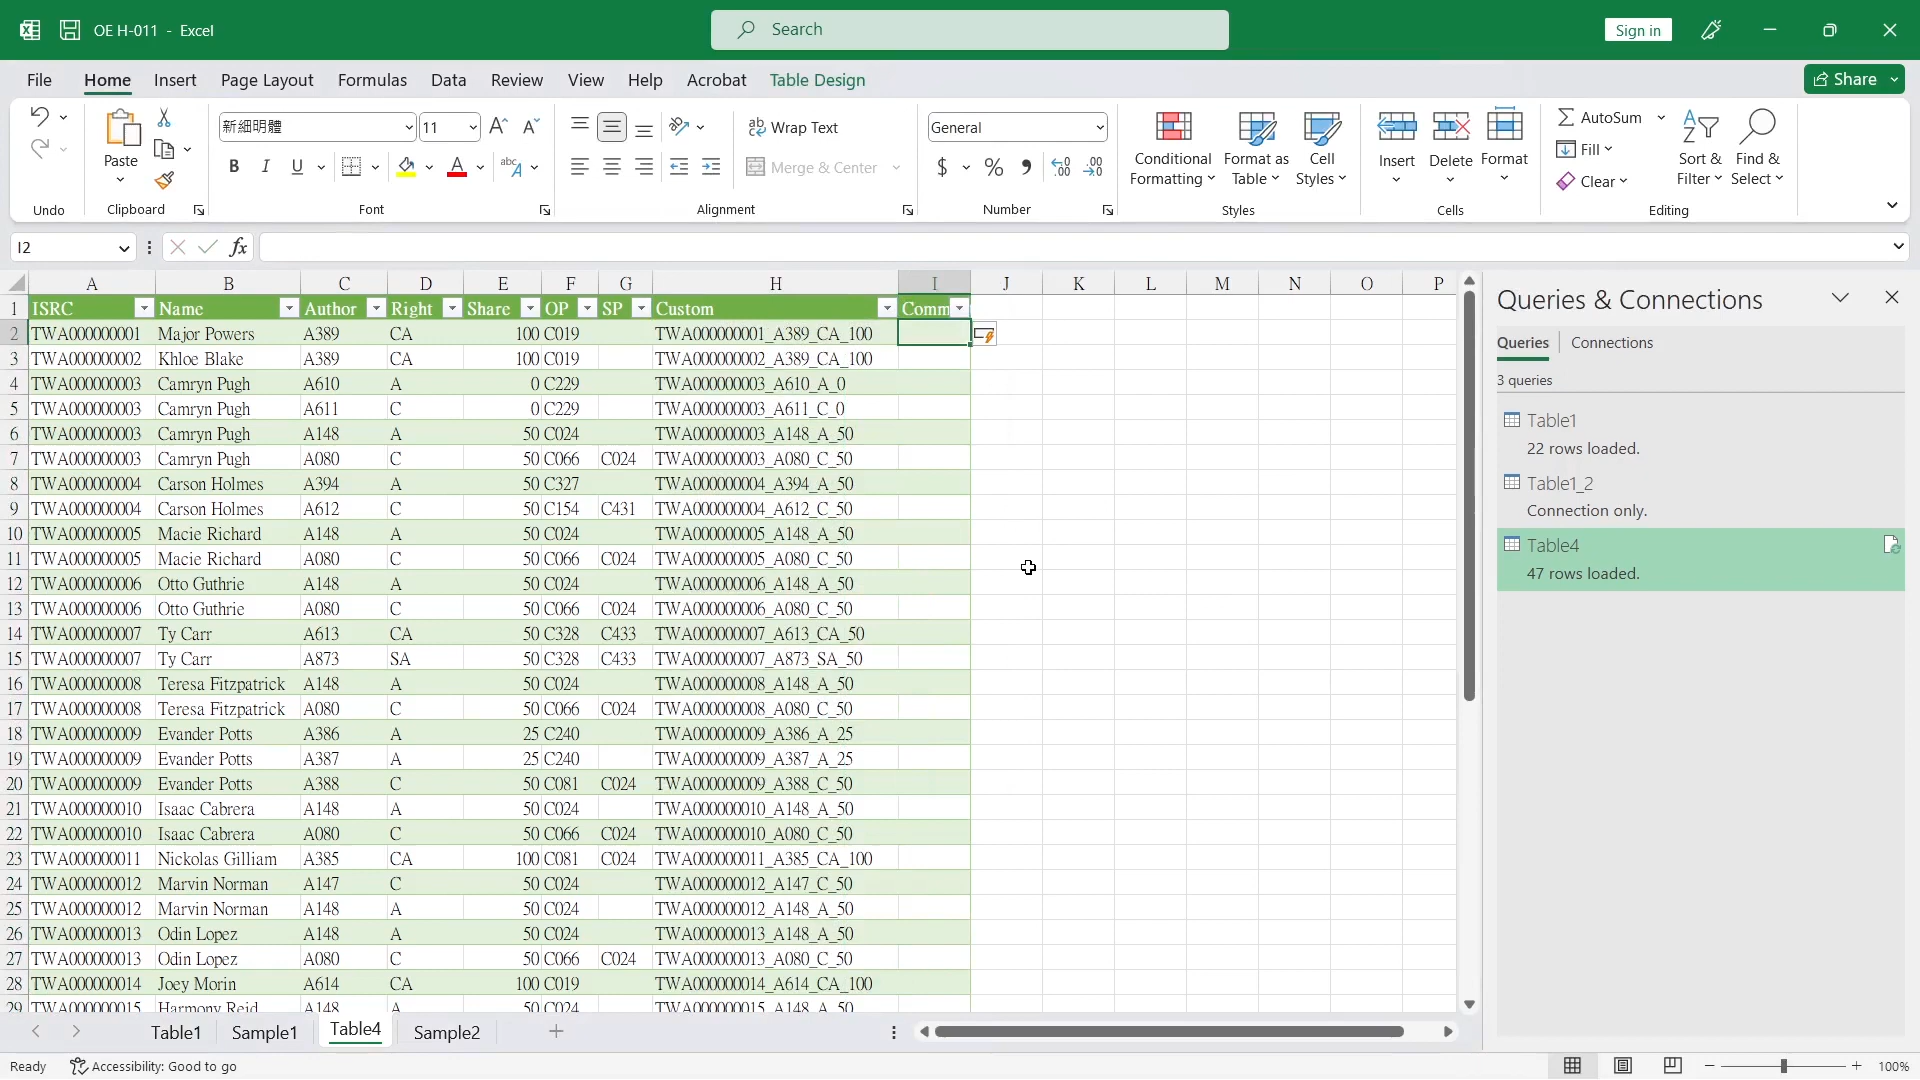 OE H-011 - Excel
Search
Sign in
File Home Insert Page Layout Formulas Data Review View Help Acrobat Table Design
Share
Paste
新細明體 11
B I U
A
abc
Wrap Text
Merge & Center
General
$ % 9
Conditional Formatting
Format as Table
Cell Styles
Insert
Delete
Format
AutoSum
Fill
Clear
Sort & Filter
Find & Select
Undo Clipboard Font Alignment Number Styles Cells Editing
I2
fx
A B C D E F G H I J K L M N O P
1 ISRC Name Author Right Share OP SP Custom Comm
2 TWA000000001 Major Powers A389 CA 100 C019 TWA000000001_A389_CA_100
3 TWA000000002 Khloe Blake A389 CA 100 C019 TWA000000002_A389_CA_100
4 TWA000000003 Camryn Pugh A610 A 0 C229 TWA000000003_A610_A_0
5 TWA000000003 Camryn Pugh A611 C 0 C229 TWA000000003_A611_C_0
6 TWA000000003 Camryn Pugh A148 A 50 C024 TWA000000003_A148_A_50
7 TWA000000003 Camryn Pugh A080 C 50 C066 C024 TWA000000003_A080_C_50
8 TWA000000004 Carson Holmes A394 A 50 C327 TWA000000004_A394_A_50
9 TWA000000004 Carson Holmes A612 C 50 C154 C431 TWA000000004_A612_C_50
10 TWA000000005 Macie Richard A148 A 50 C024 TWA000000005_A148_A_50
11 TWA000000005 Macie Richard A080 C 50 C066 C024 TWA000000005_A080_C_50
12 TWA000000006 Otto Guthrie A148 A 50 C024 TWA000000006_A148_A_50
13 TWA000000006 Otto Guthrie A080 C 50 C066 C024 TWA000000006_A080_C_50
14 TWA000000007 Ty Carr A613 CA 50 C328 C433 TWA000000007_A613_CA_50
15 TWA000000007 Ty Carr A873 SA 50 C328 C433 TWA000000007_A873_SA_50
16 TWA000000008 Teresa Fitzpatrick A148 A 50 C024 TWA000000008_A148_A_50
17 TWA000000008 Teresa Fitzpatrick A080 C 50 C066 C024 TWA000000008_A080_C_50
18 TWA000000009 Evander Potts A386 A 25 C240 TWA000000009_A386_A_25
19 TWA000000009 Evander Potts A387 A 25 C240 TWA000000009_A387_A_25
20 TWA000000009 Evander Potts A388 C 50 C081 C024 TWA000000009_A388_C_50
21 TWA000000010 Isaac Cabrera A148 A 50 C024 TWA000000010_A148_A_50
22 TWA000000010 Isaac Cabrera A080 C 50 C066 C024 TWA000000010_A080_C_50
23 TWA000000011 Nickolas Gilliam A385 CA 100 C081 C024 TWA000000011_A385_CA_100
24 TWA000000012 Marvin Norman A147 C 50 C024 TWA000000012_A147_C_50
25 TWA000000012 Marvin Norman A148 A 50 C024 TWA000000012_A148_A_50
26 TWA000000013 Odin Lopez A148 A 50 C024 TWA000000013_A148_A_50
27 TWA000000013 Odin Lopez A080 C 50 C066 C024 TWA000000013_A080_C_50
28 TWA000000014 Joey Morin A614 CA 100 C019 TWA000000014_A614_CA_100
29 TWA000000015 Harmony Reid A148 A 50 C024 TWA000000015_A148_A_50
Queries & Connections
Queries Connections
3 queries
Table1
22 rows loaded.
Table1_2
Connection only.
Table4
47 rows loaded.
Table1 Sample1 Table4 Sample2
Ready Accessibility: Good to go 100%